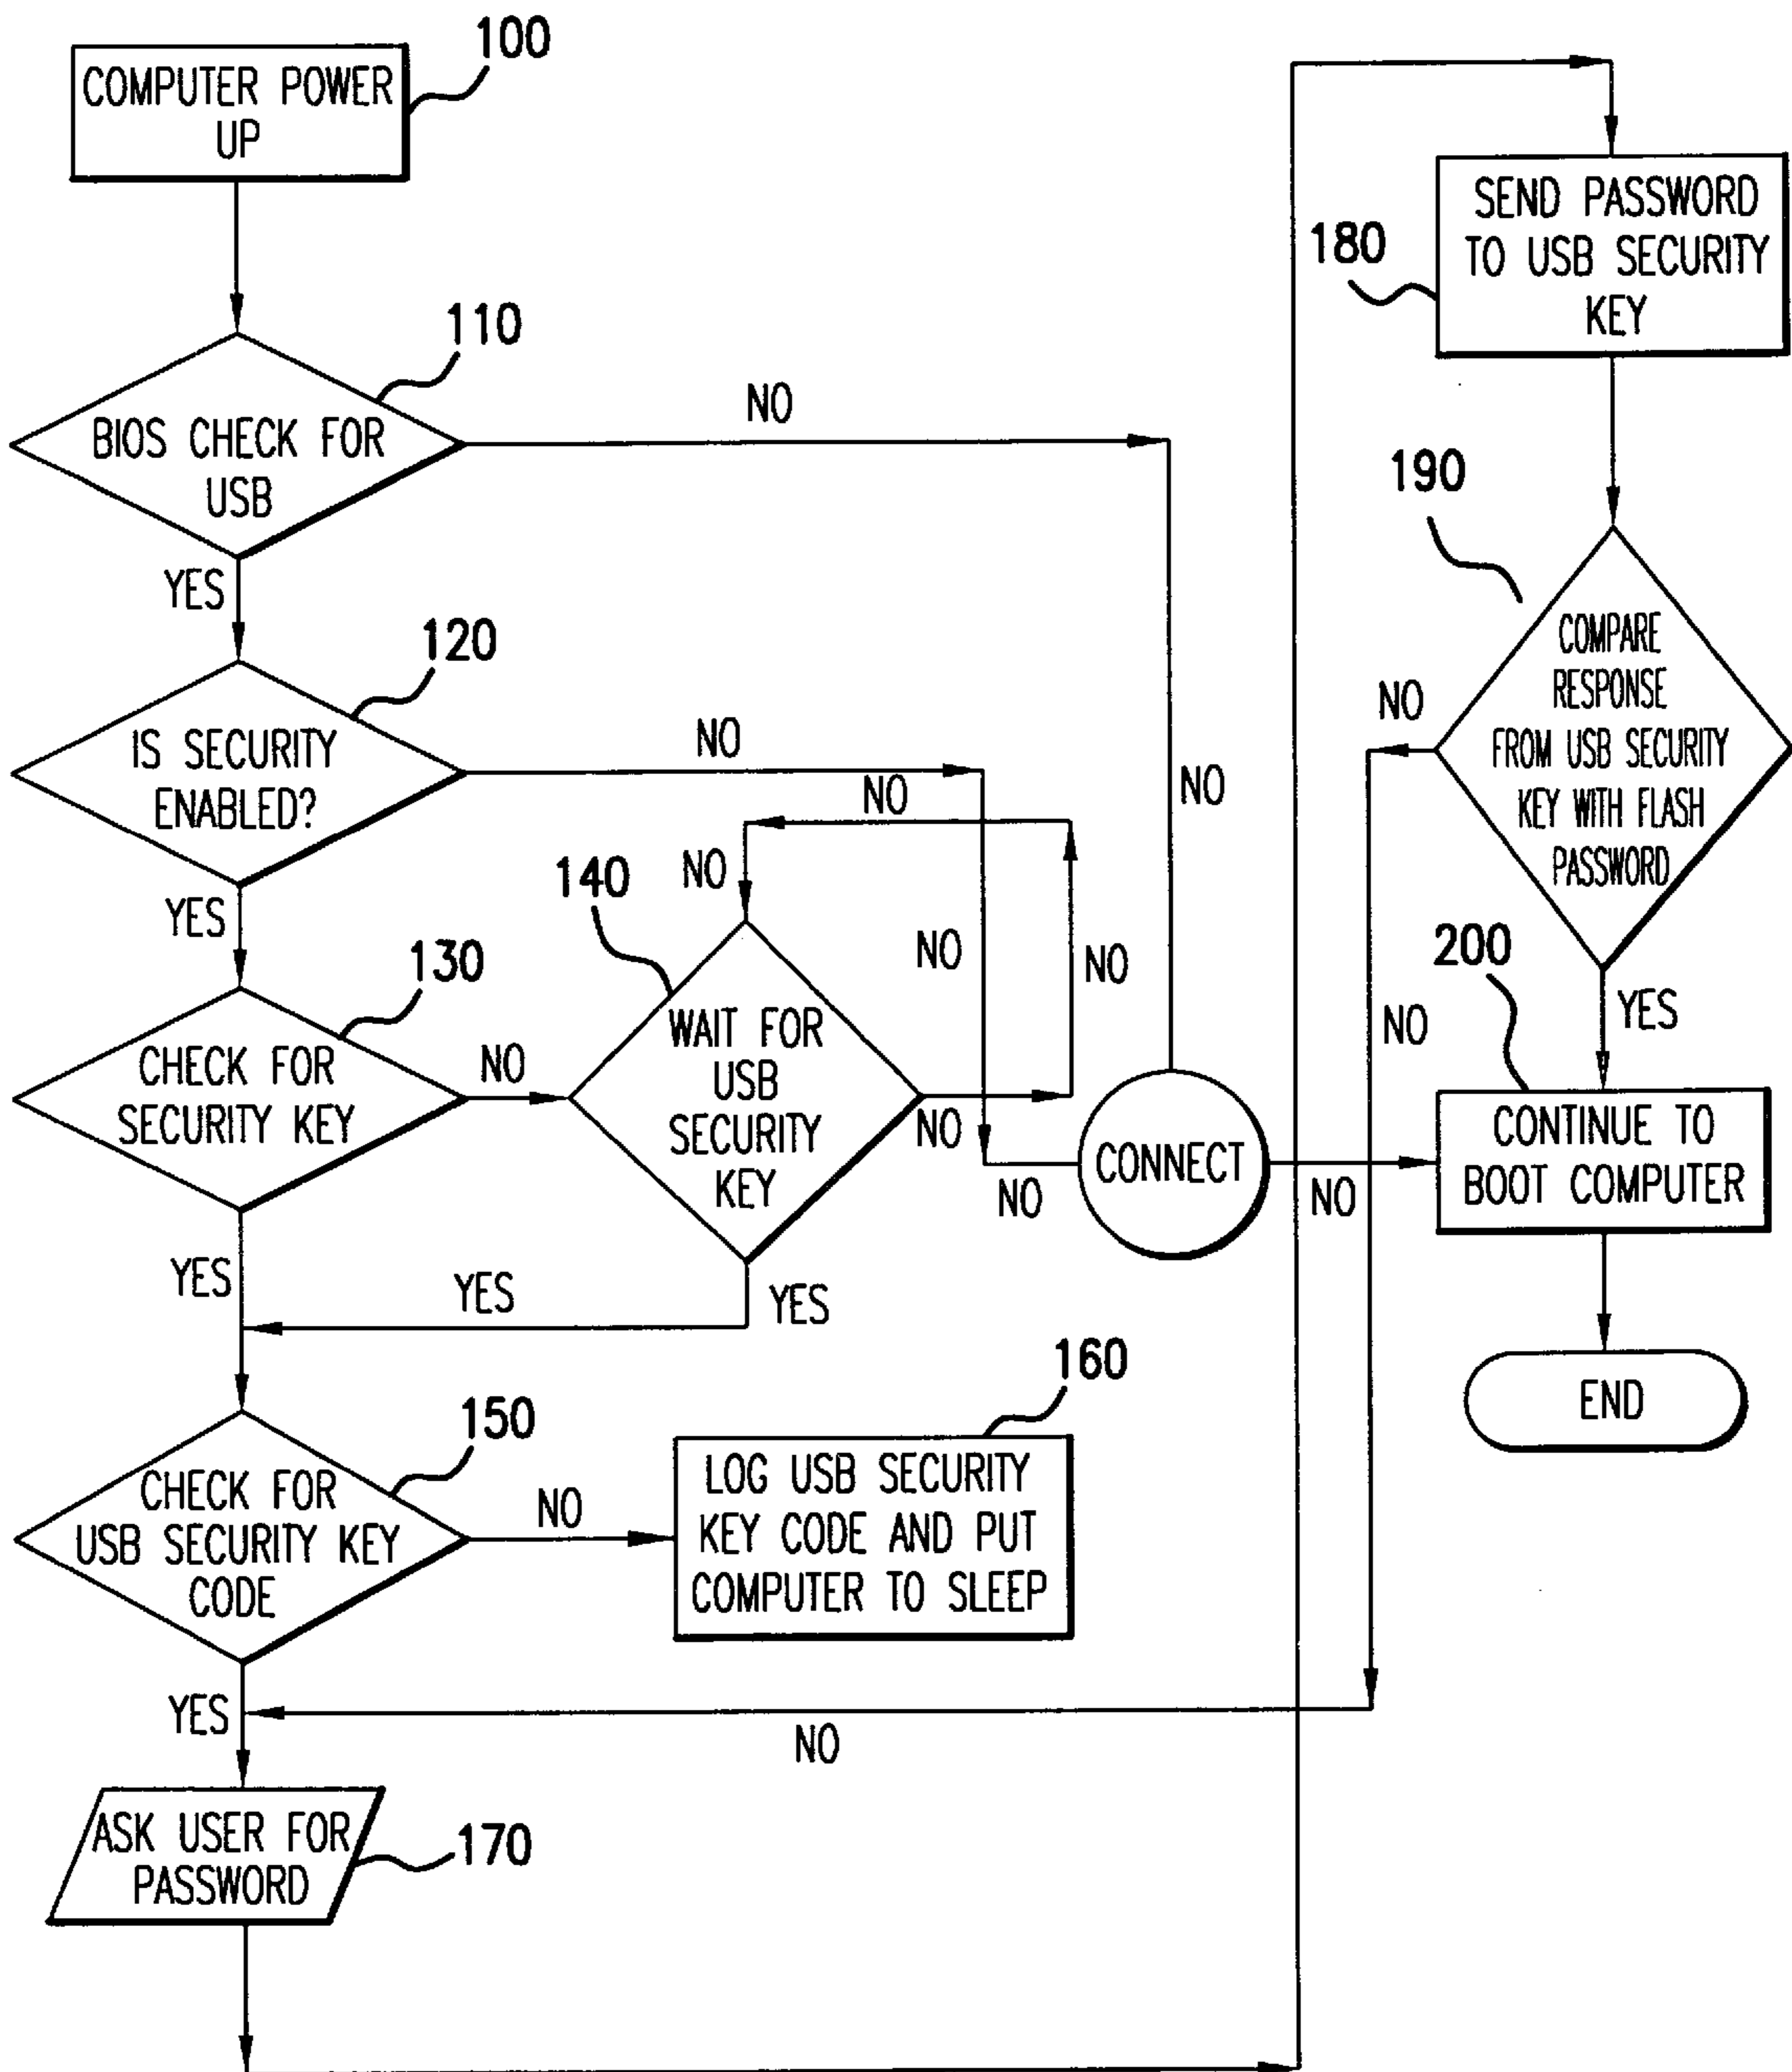 100
COMPUTER POWER
UP
110
BIOS CHECK FOR
USB
NO
YES
120
IS SECURITY
ENABLED?
NO
NO
NO
NO
YES
130
CHECK FOR
SECURITY KEY
NO
140
WAIT FOR
USB
SECURITY
KEY
NO
NO
NO
NO
CONNECT
NO
YES
YES
YES
150
CHECK FOR
USB SECURITY KEY
CODE
NO
160
LOG USB SECURITY
KEY CODE AND PUT
COMPUTER TO SLEEP
YES
NO
ASK USER FOR
PASSWORD
170
180
SEND PASSWORD
TO USB SECURITY
KEY
190
COMPARE
RESPONSE
FROM USB SECURITY
KEY WITH FLASH
PASSWORD
NO
NO
YES
200
CONTINUE TO
BOOT COMPUTER
END